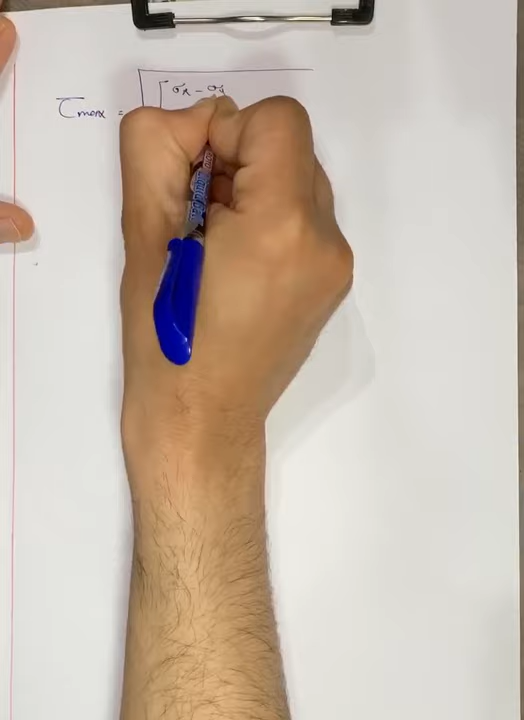 τmax = √[σx - σy